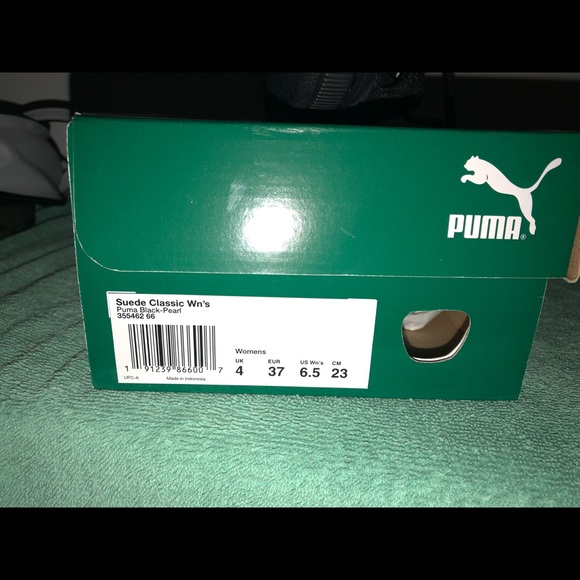 PUMA®
Suede Classic Wn's
Puma Black-Pearl
355462 66
Womens
UK EUR US Wn's CM
4 37 6.5 23
1 91239 86600 7
UPC-A Made in Indonesia